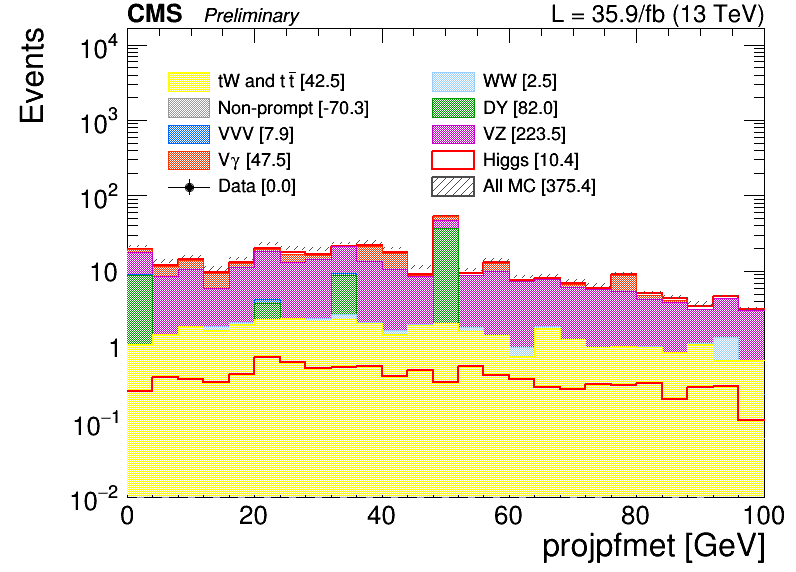 CMS Preliminary L = 35.9/fb (13 TeV)
Events
10⁴
10³
10²
10
1
10⁻¹
10⁻²
tW and t t̄ [42.5]
Non-prompt [-70.3]
VVV [7.9]
Vγ [47.5]
Data [0.0]
WW [2.5]
DY [82.0]
VZ [223.5]
Higgs [10.4]
All MC [375.4]
0 20 40 60 80 100
projpfmet [GeV]